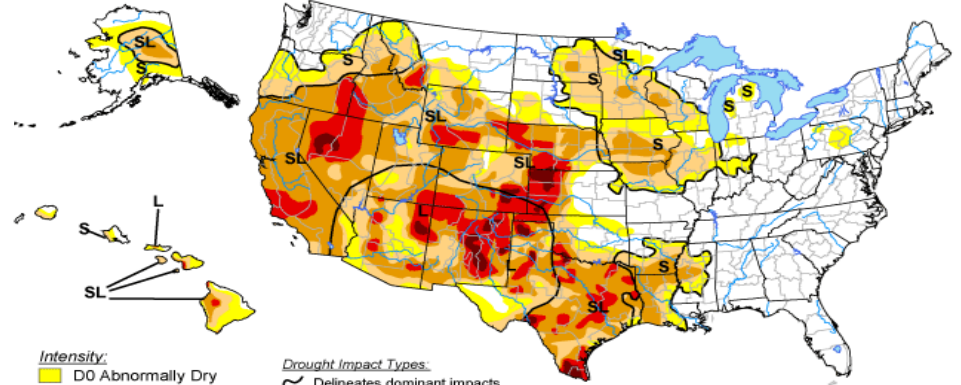 SL
S
SL
S
S
SL
S
SL
S
S
SL
SL
S
L
L
L
S
S
SL
SL
Intensity:
D0 Abnormally Dry
Drought Impact Types:
Delineates dominant impacts